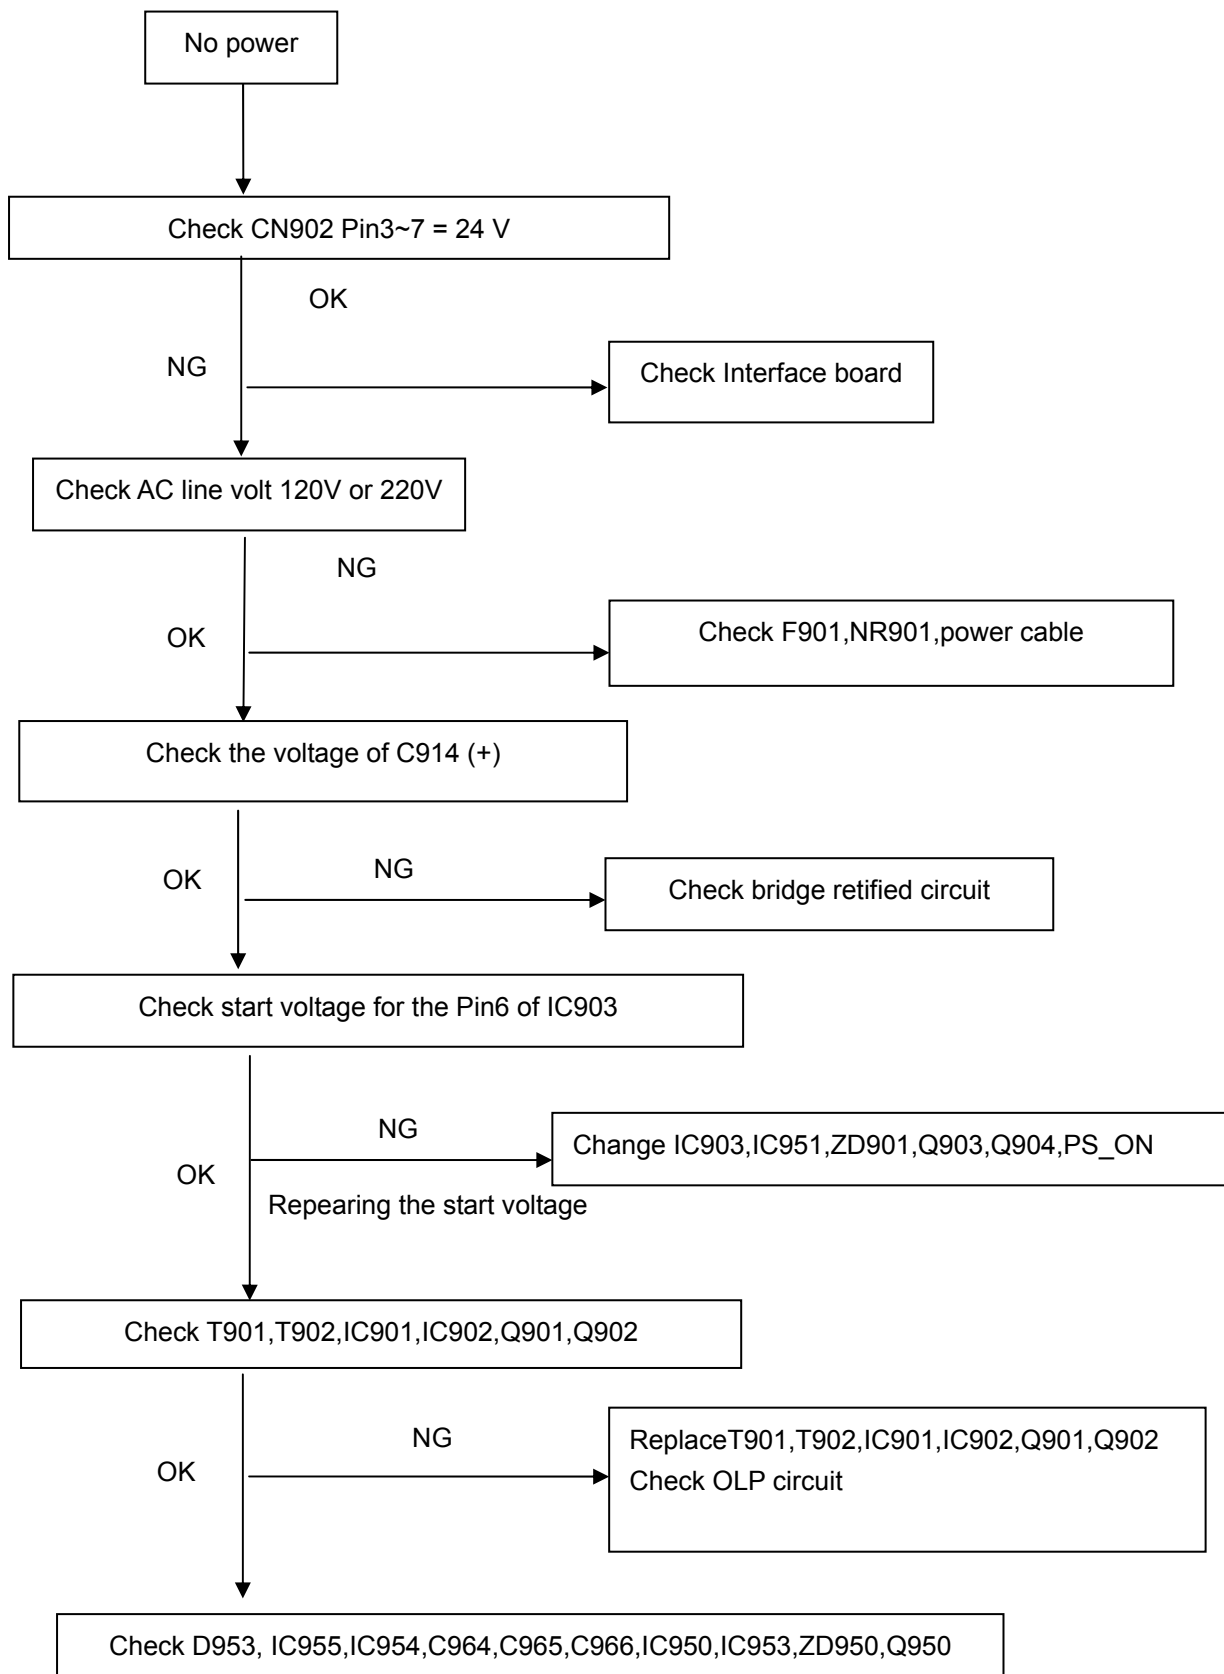 No power
Check CN902 Pin3~7 = 24 V
OK
NG
Check Interface board
Check AC line volt 120V or 220V
NG
OK
Check F901,NR901,power cable
Check the voltage of C914 (+)
NG
OK
Check bridge retified circuit
Check start voltage for the Pin6 of IC903
NG
Change IC903,IC951,ZD901,Q903,Q904,PS_ON
OK
Repearing the start voltage
Check T901,T902,IC901,IC902,Q901,Q902
NG
ReplaceT901,T902,IC901,IC902,Q901,Q902
OK
Check OLP circuit
Check D953, IC955,IC954,C964,C965,C966,IC950,IC953,ZD950,Q950